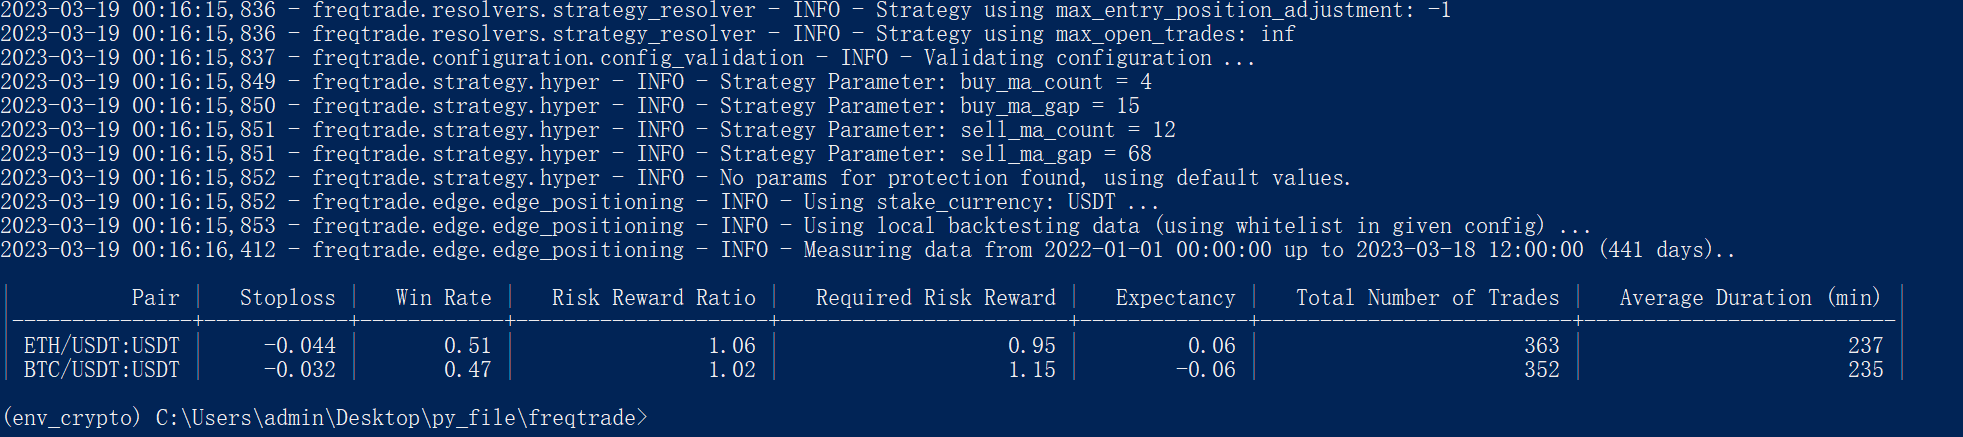 2023-03-19 00:16:15,836 - freqtrade.resolvers.strategy_resolver - INFO - Strategy using max_entry_position_adjustment: -1
2023-03-19 00:16:15,836 - freqtrade.resolvers.strategy_resolver - INFO - Strategy using max_open_trades: inf
2023-03-19 00:16:15,837 - freqtrade.configuration.config_validation - INFO - Validating configuration ...
2023-03-19 00:16:15,849 - freqtrade.strategy.hyper - INFO - Strategy Parameter: buy_ma_count = 4
2023-03-19 00:16:15,850 - freqtrade.strategy.hyper - INFO - Strategy Parameter: buy_ma_gap = 15
2023-03-19 00:16:15,851 - freqtrade.strategy.hyper - INFO - Strategy Parameter: sell_ma_count = 12
2023-03-19 00:16:15,851 - freqtrade.strategy.hyper - INFO - Strategy Parameter: sell_ma_gap = 68
2023-03-19 00:16:15,852 - freqtrade.strategy.hyper - INFO - No params for protection found, using default values.
2023-03-19 00:16:15,852 - freqtrade.edge.edge_positioning - INFO - Using stake_currency: USDT ...
2023-03-19 00:16:15,853 - freqtrade.edge.edge_positioning - INFO - Using local backtesting data (using whitelist in given config) ...
2023-03-19 00:16:16,412 - freqtrade.edge.edge_positioning - INFO - Measuring data from 2022-01-01 00:00:00 up to 2023-03-18 12:00:00 (441 days)..
| Pair | Stoploss | Win Rate | Risk Reward Ratio | Required Risk Reward | Expectancy | Total Number of Trades | Average Duration (min) |
|---------------+------------+------------+---------------------+------------------------+--------------+--------------------------+--------------------------|
| ETH/USDT:USDT | -0.044 | 0.51 | 1.06 | 0.95 | 0.06 | 363 | 237 |
| BTC/USDT:USDT | -0.032 | 0.47 | 1.02 | 1.15 | -0.06 | 352 | 235 |
(env_crypto) C:\Users\admin\Desktop\py_file\freqtrade>